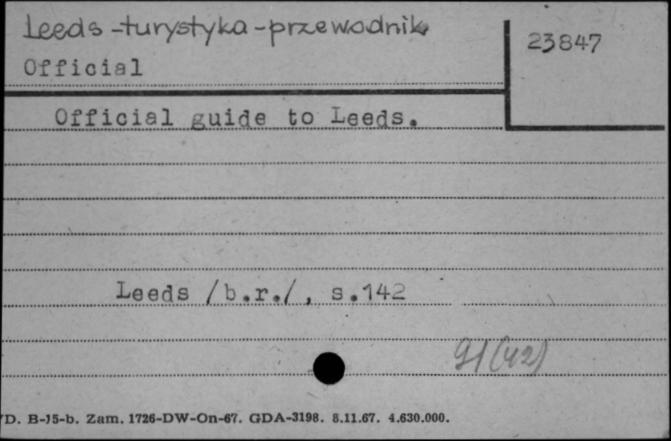 Leeds-turystyka-przewodnik
23847
Official
Official guide to Leeds.
Leeds /b.r./, s.142
91(42)
D. B-15-b. Zam. 1726-DW-On-67. GDA-3198. 8.11.67. 4.630.000.